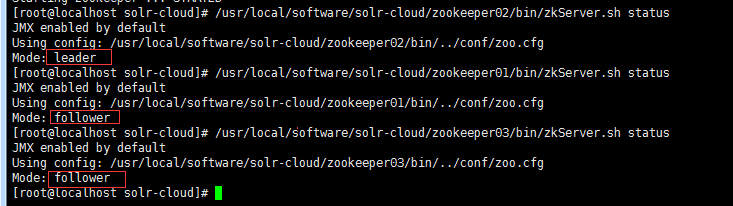 [root@localhost solr-cloud]# /usr/local/software/solr-cloud/zookeeper02/bin/zkServer.sh status
JMX enabled by default
Using config: /usr/local/software/solr-cloud/zookeeper02/bin/../conf/zoo.cfg
Mode: leader
[root@localhost solr-cloud]# /usr/local/software/solr-cloud/zookeeper01/bin/zkServer.sh status
JMX enabled by default
Using config: /usr/local/software/solr-cloud/zookeeper01/bin/../conf/zoo.cfg
Mode: follower
[root@localhost solr-cloud]# /usr/local/software/solr-cloud/zookeeper03/bin/zkServer.sh status
JMX enabled by default
Using config: /usr/local/software/solr-cloud/zookeeper03/bin/../conf/zoo.cfg
Mode: follower
[root@localhost solr-cloud]#